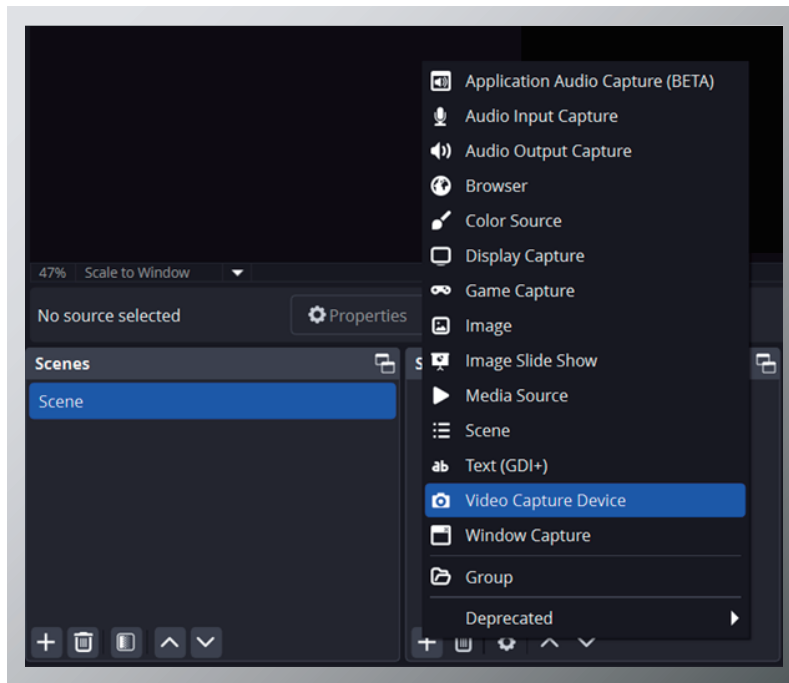 Application Audio Capture (BETA)
Audio Input Capture
Audio Output Capture
Browser
Color Source
Display Capture
Game Capture
Image
Image Slide Show
Media Source
Scene
ab Text (GDI+)
Video Capture Device
Window Capture
Group
Deprecated
47% Scale to Window
No source selected
Properties
Scenes
Scene